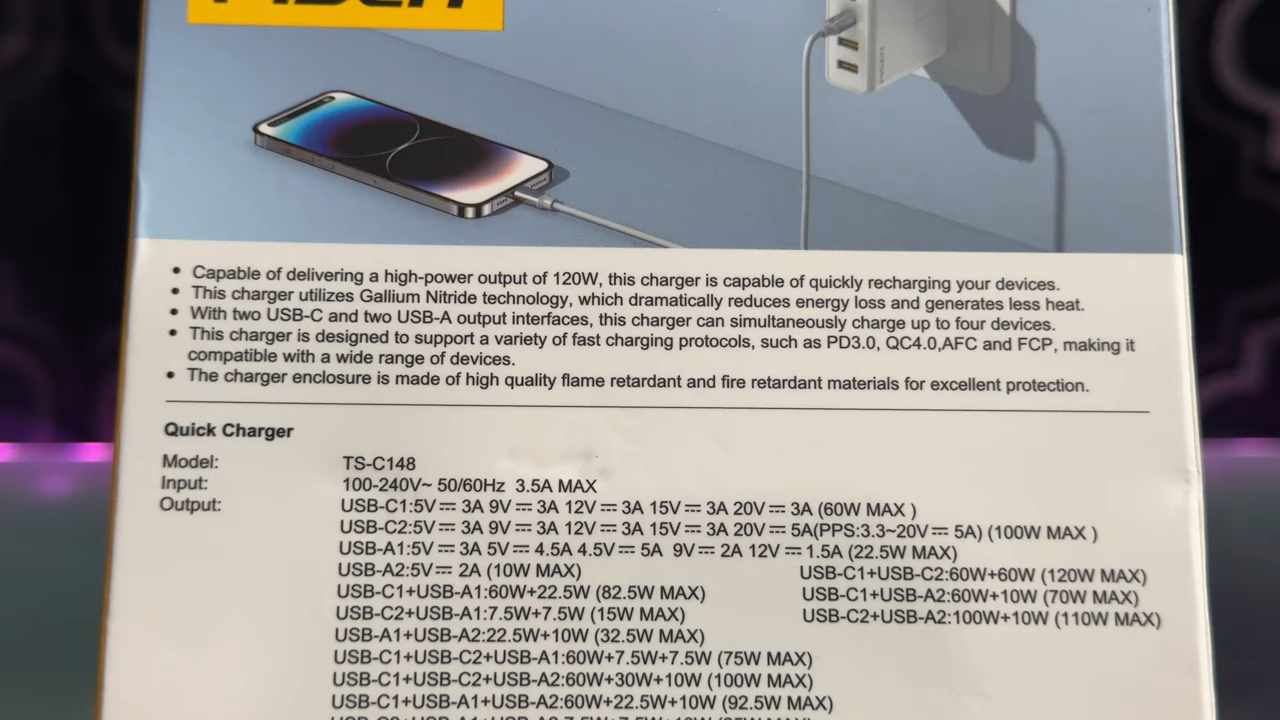 • Capable of delivering a high-power output of 120W, this charger is capable of quickly recharging your devices.
• This charger utilizes Gallium Nitride technology, which dramatically reduces energy loss and generates less heat.
• With two USB-C and two USB-A output interfaces, this charger can simultaneously charge up to four devices.
• This charger is designed to support a variety of fast charging protocols, such as PD3.0, QC4.0,AFC and FCP, making it
compatible with a wide range of devices.
• The charger enclosure is made of high quality flame retardant and fire retardant materials for excellent protection.
Quick Charger
Model: TS-C148
Input: 100-240V~ 50/60Hz 3.5A MAX
Output: USB-C1:5V⎓ 3A 9V⎓ 3A 12V⎓ 3A 15V⎓ 3A 20V⎓ 3A (60W MAX )
USB-C2:5V⎓ 3A 9V⎓ 3A 12V⎓ 3A 15V⎓ 3A 20V⎓ 5A(PPS:3.3~20V⎓ 5A) (100W MAX )
USB-A1:5V⎓ 3A 5V⎓ 4.5A 4.5V⎓ 5A 9V⎓ 2A 12V⎓ 1.5A (22.5W MAX)
USB-A2:5V⎓ 2A (10W MAX) USB-C1+USB-C2:60W+60W (120W MAX)
USB-C1+USB-A1:60W+22.5W (82.5W MAX) USB-C1+USB-A2:60W+10W (70W MAX)
USB-C2+USB-A1:7.5W+7.5W (15W MAX) USB-C2+USB-A2:100W+10W (110W MAX)
USB-A1+USB-A2:22.5W+10W (32.5W MAX)
USB-C1+USB-C2+USB-A1:60W+7.5W+7.5W (75W MAX)
USB-C1+USB-C2+USB-A2:60W+30W+10W (100W MAX)
USB-C1+USB-A1+USB-A2:60W+22.5W+10W (92.5W MAX)